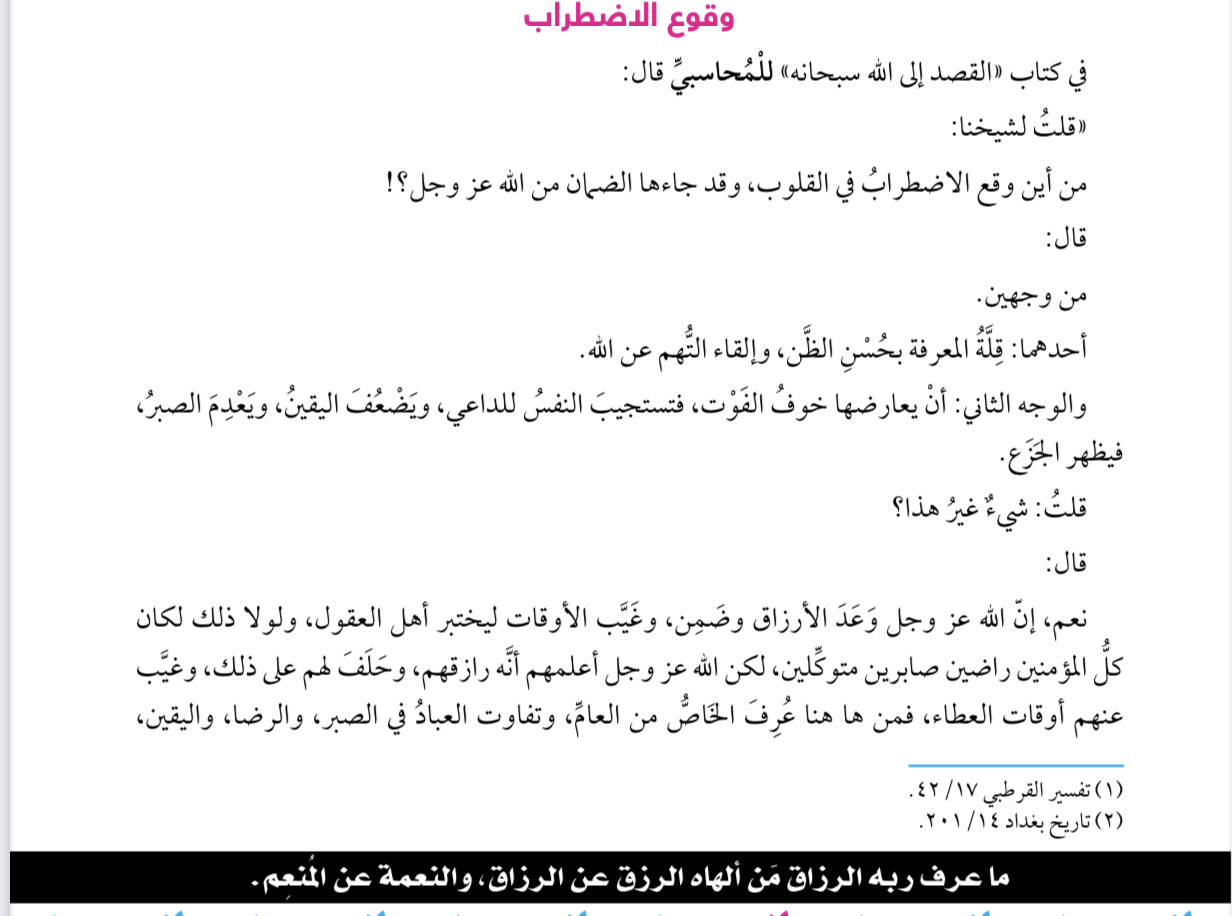 وقوع الاضطراب
في كتاب «القصد إلى الله سبحانه» للْمُحاسبيِّ قال:
«قلتُ لشيخنا:
من أين وقع الاضطرابُ في القلوب، وقد جاءها الضمان من الله عز وجل؟!
قال:
من وجهين.
أحدهما: قِلَّةُ المعرفة بحُسْنِ الظَّن، وإلقاء التُّهم عن الله.
والوجه الثاني: أنْ يعارضها خوفُ الفَوْت، فتستجيبَ النفسُ للداعي، ويَضْعُفَ اليقينُ، ويَعْدِمَ الصبرُ،
فيظهر الجَزَع.
قلتُ: شيءٌ غيرُ هذا؟
قال:
نعم، إنّ الله عز وجل وَعَدَ الأرزاق وضَمِن، وغَيَّب الأوقات ليختبر أهل العقول، ولولا ذلك لكان
كلُّ المؤمنين راضين صابرين متوكِّلين، لكن الله عز وجل أعلمهم أنَّه رازقهم، وحَلَفَ لهم على ذلك، وغيَّب
عنهم أوقات العطاء، فمن ها هنا عُرِفَ الخَاصُّ من العامِّ، وتفاوت العبادُ في الصبر، والرضا، واليقين،
(١) تفسير القرطبي ١٧/ ٤٢.
(٢) تاريخ بغداد ١٤/ ٢٠١.
ما عرف ربه الرزاق مَن ألهاه الرزق عن الرزاق، والنعمة عن المُنعِم.